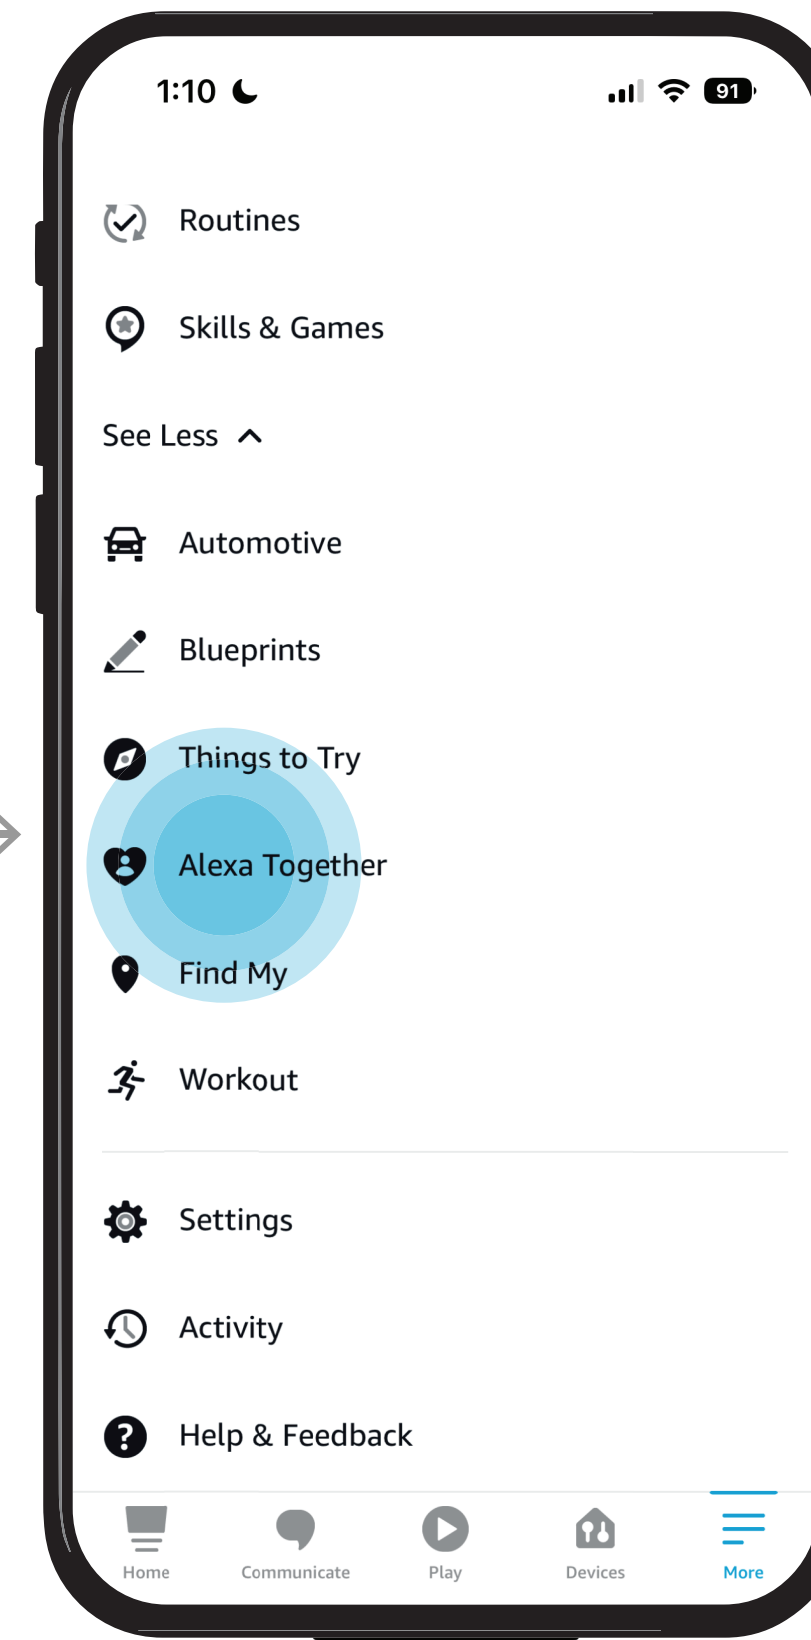 1:10
91
Routines
Skills & Games
See Less
Automotive
Blueprints
Things to Try
Alexa Together
Find My
Workout
Settings
Activity
Help & Feedback
Home Communicate Play Devices More